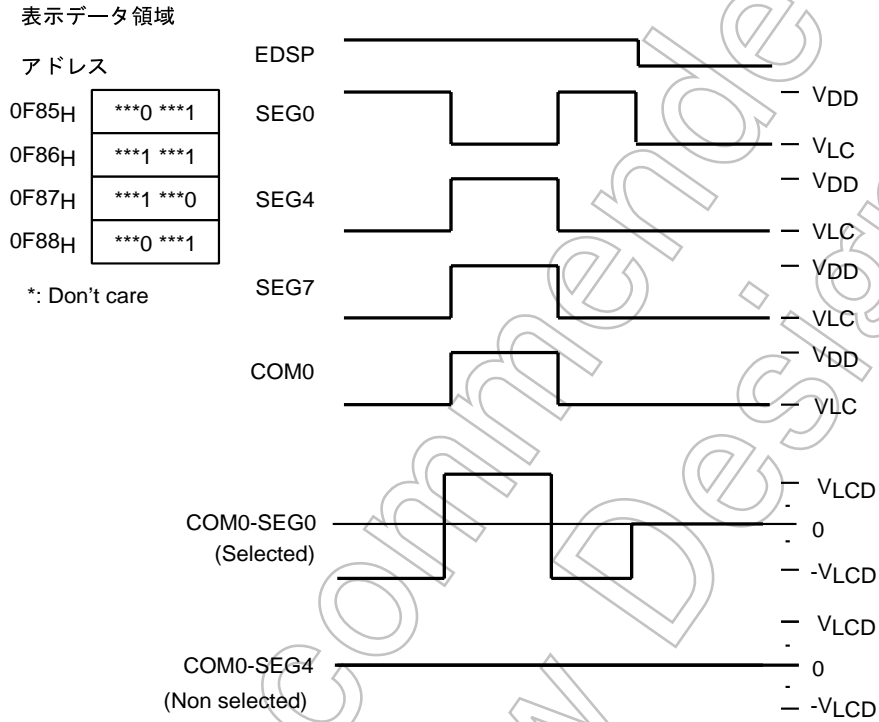 表示データ領域
アドレス
0F85H ***0 ***1
0F86H ***1 ***1
0F87H ***1 ***0
0F88H ***0 ***1
*: Don't care
EDSP
SEG0
VDD
VLC
SEG4
VDD
VLC
SEG7
VDD
VLC
COM0
VDD
VLC
COM0-SEG0
(Selected)
VLCD
0
-VLCD
COM0-SEG4
(Non selected)
VLCD
0
-VLCD